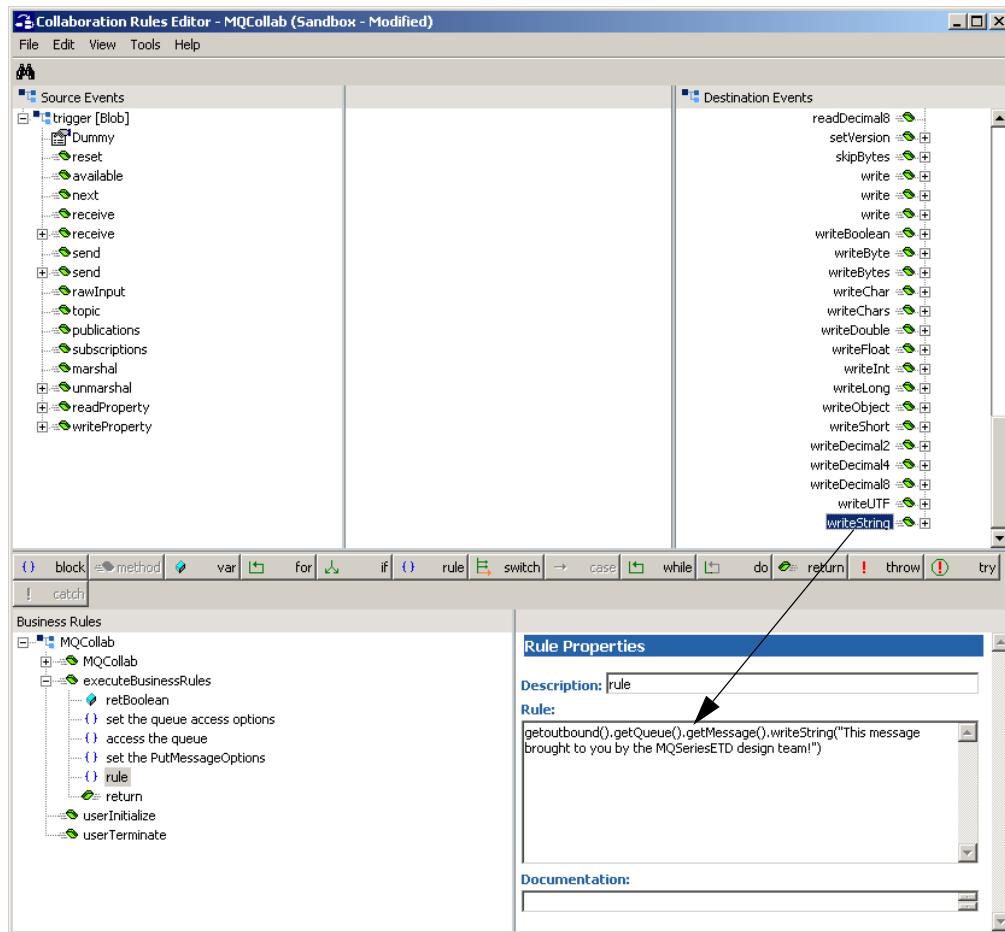 Collaboration Rules Editor - MQCollab (Sandbox - Modified)
File Edit View Tools Help
Source Events
trigger [Blob]
Dummy
reset
available
next
receive
receive
send
send
rawInput
topic
publications
subscriptions
marshal
unmarshal
readProperty
writeProperty
Destination Events
readDecimal8
setVersion
skipBytes
write
write
write
writeBoolean
writeByte
writeBytes
writeChar
writeChars
writeDouble
writeFloat
writeInt
writeLong
writeObject
writeShort
writeDecimal2
writeDecimal4
writeDecimal8
writeUTF
writeString
{} block method var for if {} rule switch case while do return ! throw try
! catch
Business Rules
MQCollab
MQCollab
executeBusinessRules
retBoolean
{} set the queue access options
{} access the queue
{} set the PutMessageOptions
{} rule
return
userInitialize
userTerminate
Rule Properties
Description: rule
Rule:
getoutbound().getQueue().getMessage().writeString("This message
brought to you by the MQSeriesETD design team!")
Documentation: